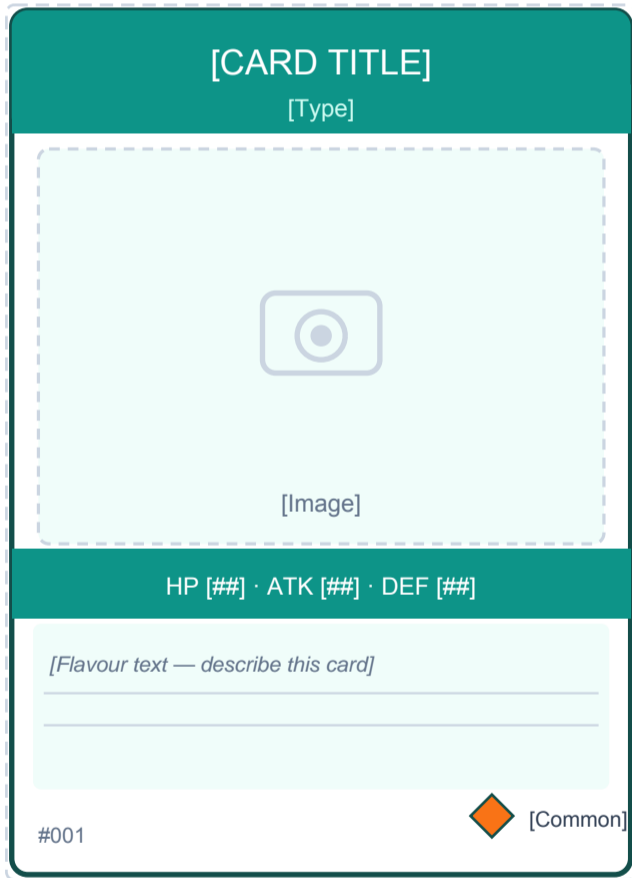 [CARD TITLE]
[Type]
[Image]
HP [##] · ATK [##] · DEF [##]
[Flavour text — describe this card]
[Common]
#001